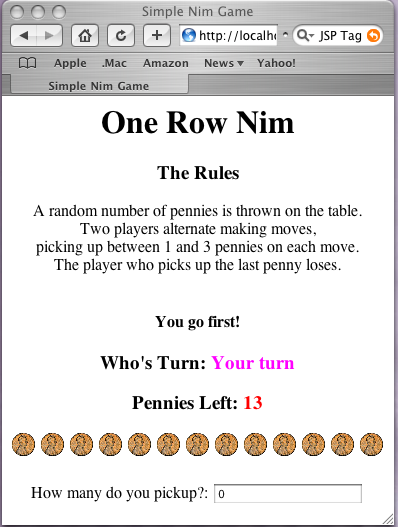 Simple Nim Game
http://localh
JSP Tag
Apple .Mac Amazon News Yahoo!
Simple Nim Game
One Row Nim
The Rules
A random number of pennies is thrown on the table.
Two players alternate making moves,
picking up between 1 and 3 pennies on each move.
The player who picks up the last penny loses.
You go first!
Who's Turn: Your turn
Pennies Left: 13
How many do you pickup?: 0